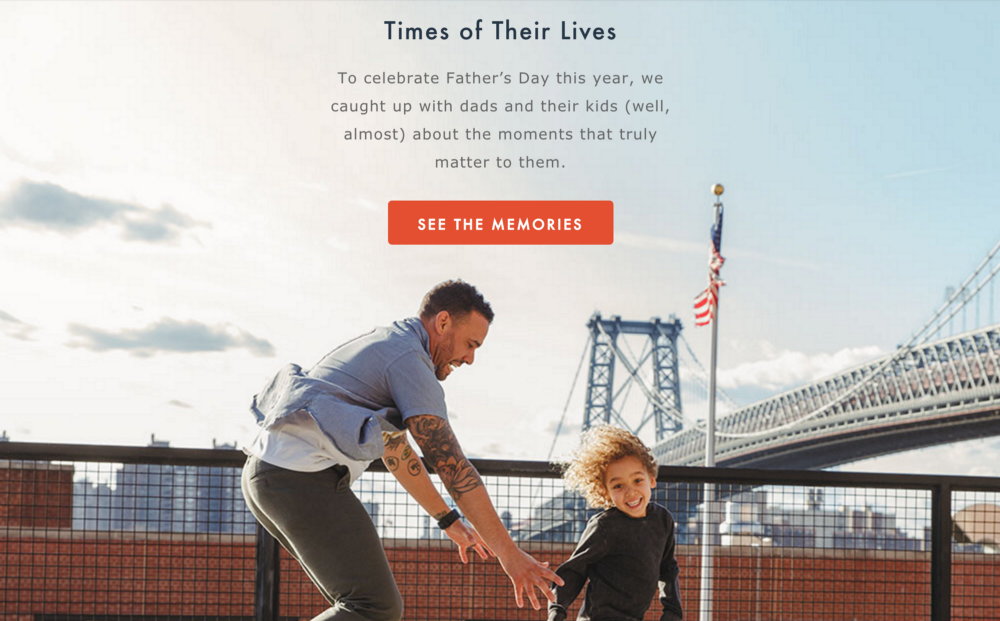 Times of Their Lives
To celebrate Father’s Day this year, we
caught up with dads and their kids (well,
almost) about the moments that truly
matter to them.
SEE THE MEMORIES